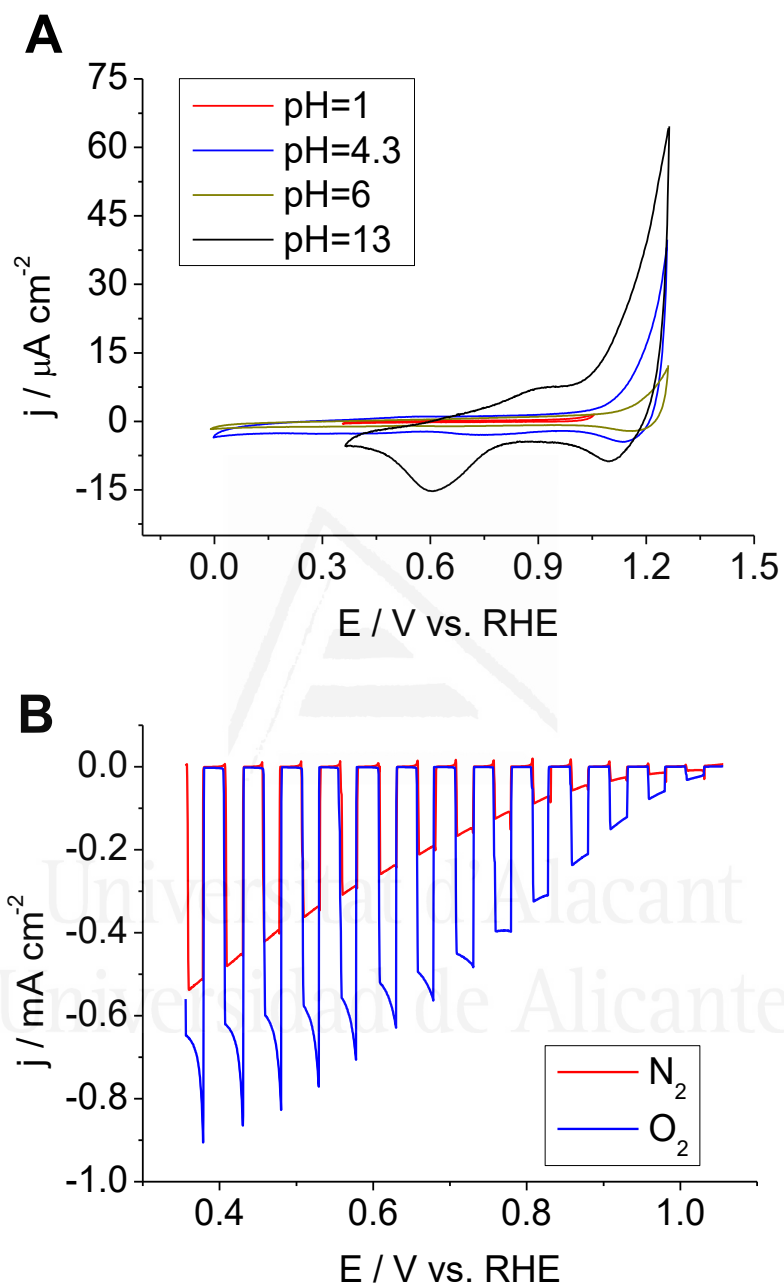 A
75
60
45
30
15
0
-15
j / µA cm-2
pH=1
pH=4.3
pH=6
pH=13
0.0 0.3 0.6 0.9 1.2 1.5
E / V vs. RHE
B
0.0
-0.2
-0.4
-0.6
-0.8
-1.0
j / mA cm-2
N2
O2
0.4 0.6 0.8 1.0
E / V vs. RHE
Universitat d'Alacant
Universidad de Alicante